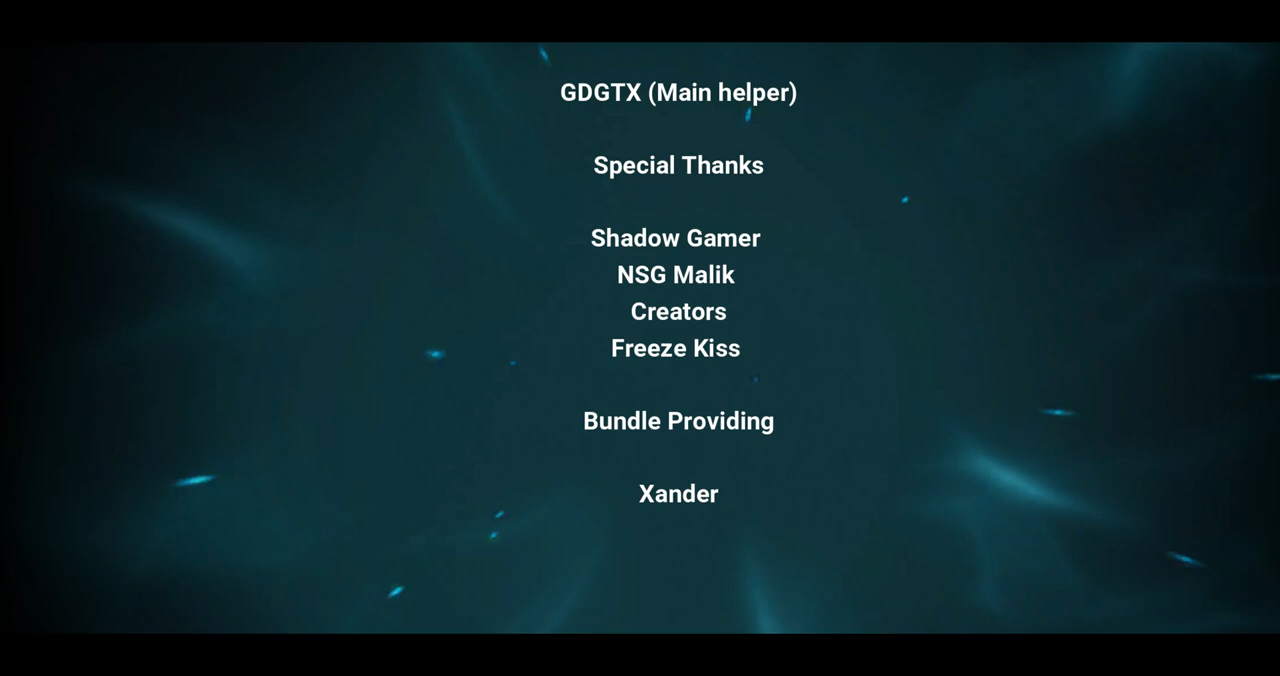 GDGTX (Main helper)
Special Thanks
Shadow Gamer
NSG Malik
Creators
Freeze Kiss
Bundle Providing
Xander